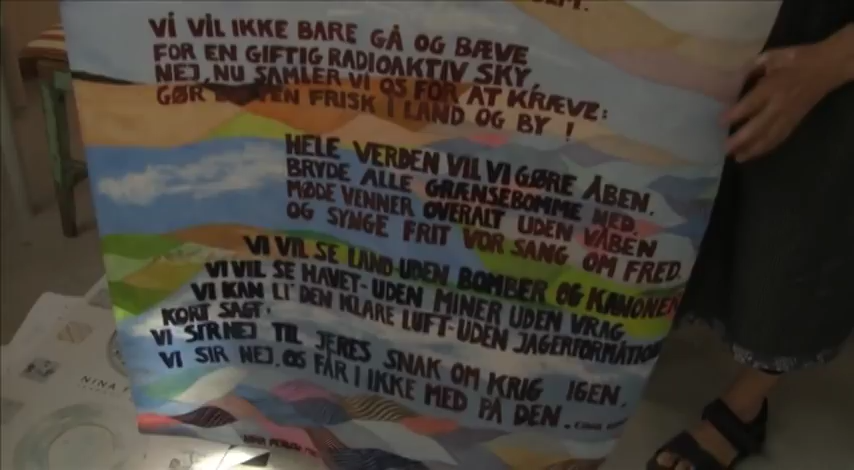 VI VIL IKKE BARE GÅ OG BÆVE
FOR EN GIFTIG RADIOAKTIV SKY,
NEJ, NU SAMLER VI OS FOR AT KRÆVE:
GØR FRISK I LAND OG BY !
HELE VERDEN VIL VI GØRE ÅBEN.
BRYDE ALLE GRÆNSEBOMME NED.
MØDE VENNER OVERALT UDEN VÅBEN
OG SYNGE FRIT VOR SANG OM FRED.
VI VIL SE LAND-UDEN BOMBER OG KANONER
VI VIL SE HAVET-UDEN MINER UDEN VRAG
VI KAN LI' DEN KLARE LUFT-UDEN JAGERFORMATION
KORT SAGT.
VI SIR NEJ TIL JERES SNAK OM KRIG IGEN.
VI SIR NEJ. OS FÅR I IKKE MED PÅ DEN.
NINA